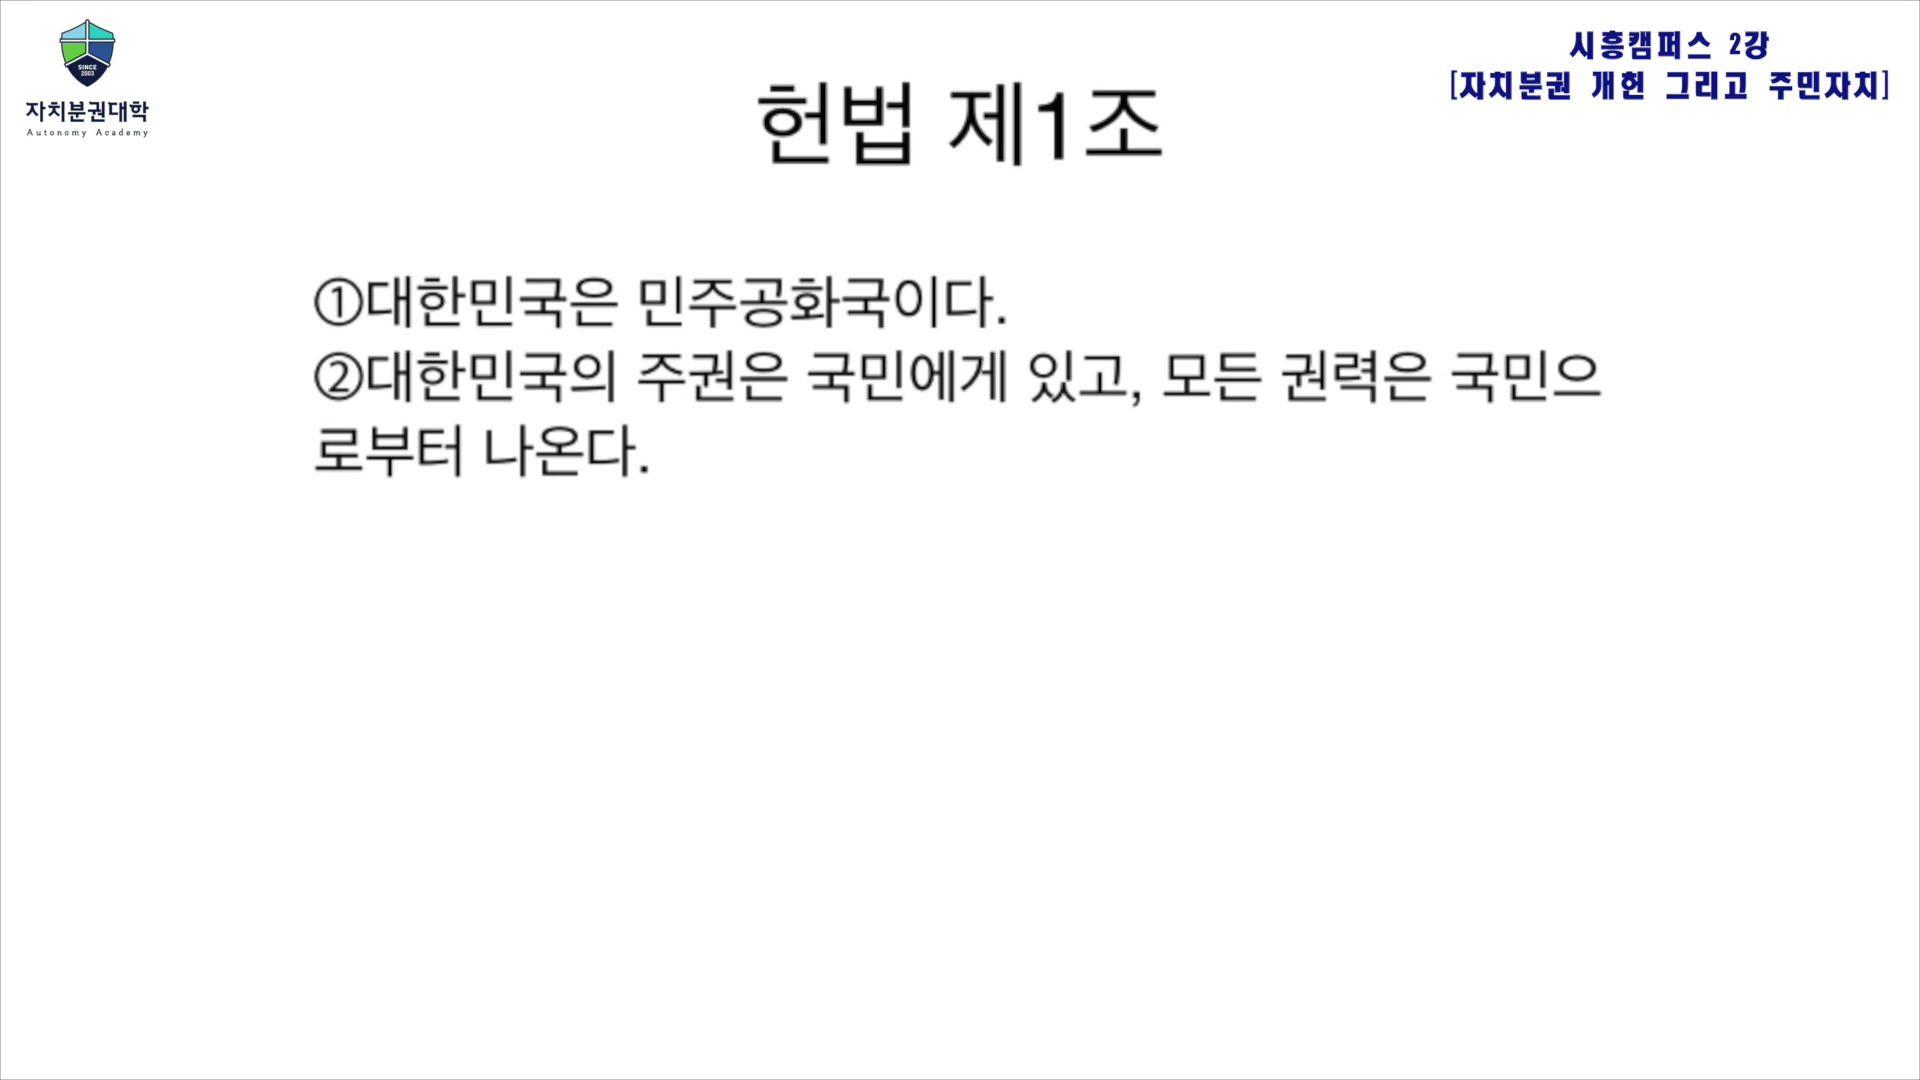 SINCE
2003
자치분권대학
Autonomy Academy
시흥캠퍼스 2강
[자치분권 개헌 그리고 주민자치]
헌법 제1조
①대한민국은 민주공화국이다.
②대한민국의 주권은 국민에게 있고, 모든 권력은 국민으
로부터 나온다.